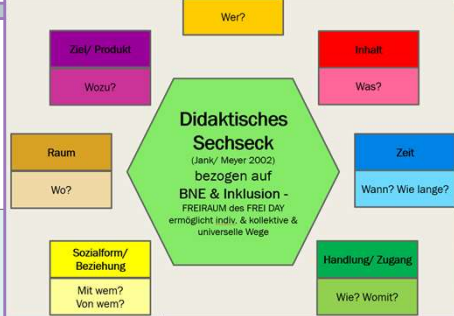 Wer?
Ziel/ Produkt
Wozu?
Inhalt
Was?
Didaktisches
Sechseck
(Jank/ Meyer 2002)
bezogen auf
BNE & Inklusion -
FREIRAUM des FREI DAY
ermöglicht indiv. & kollektive &
universelle Wege
Raum
Wo?
Zeit
Wann? Wie lange?
Sozialform/
Beziehung
Mit wem?
Von wem?
Handlung/ Zugang
Wie? Womit?